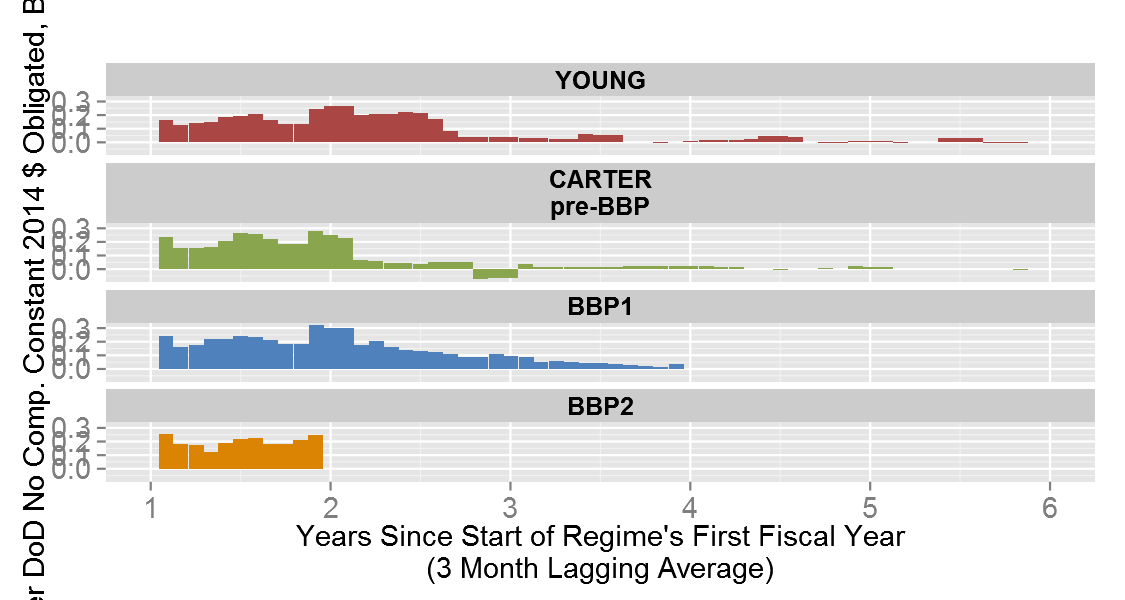 er DoD No Comp. Constant 2014 $ Obligated, B
YOUNG
0.3
0.2
0.1
0.0
CARTER
pre-BBP
0.3
0.2
0.1
0.0
BBP1
0.3
0.2
0.1
0.0
BBP2
0.3
0.2
0.1
0.0
1 2 3 4 5 6
Years Since Start of Regime's First Fiscal Year
(3 Month Lagging Average)